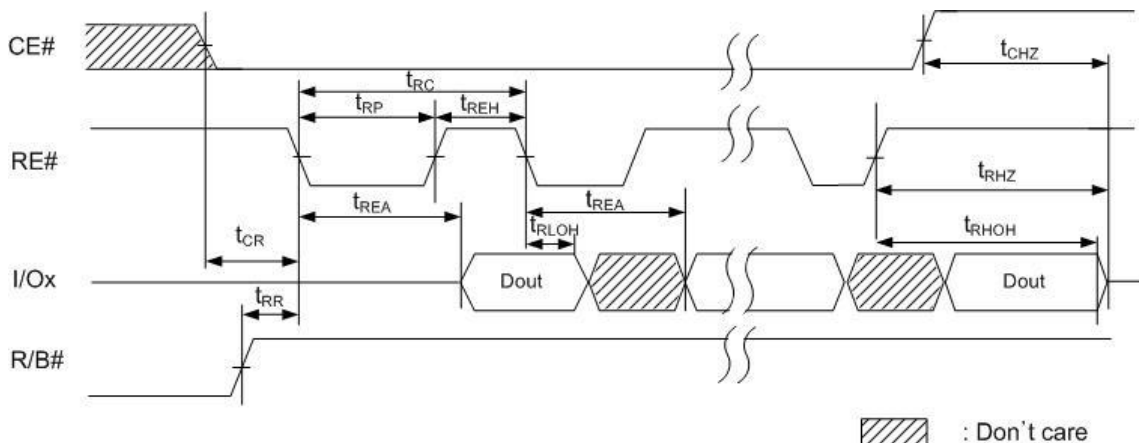 CE#
tCHZ
tRC
tRP
tREH
RE#
tRHZ
tREA
tREA
tRLOH
tRHOH
tCR
I/Ox
Dout
Dout
tRR
R/B#
: Don`t care